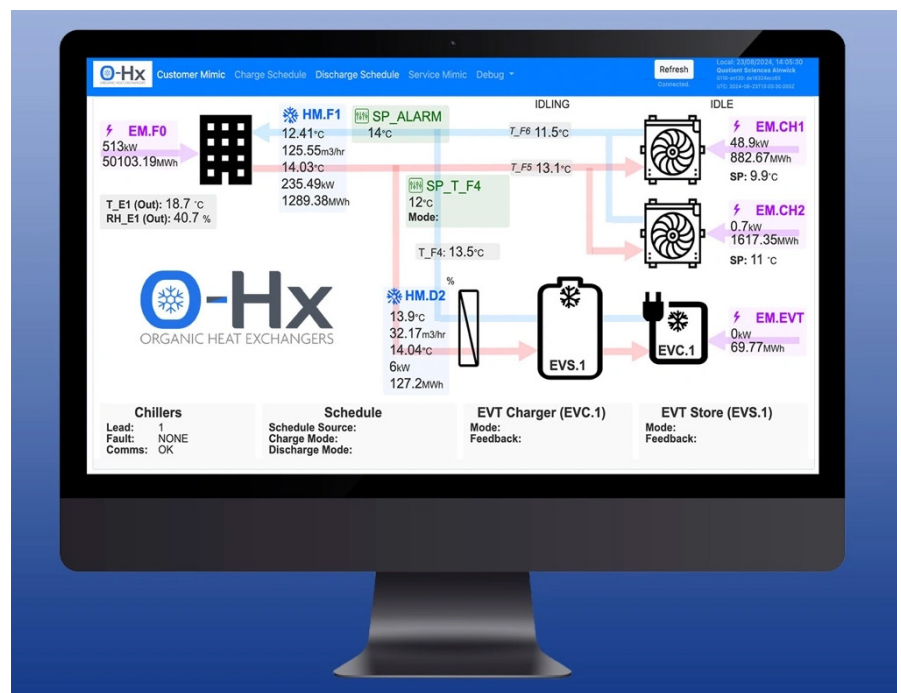 O-Hx
ORGANIC HEAT EXCHANGERS
Customer Mimic Charge Schedule Discharge Schedule Service Mimic Debug
Refresh
Connected.
Local: 23/08/2024, 14:05:30
Quotient Sciences Alnwick
IDLING
IDLE
EM.F0
513kW
50103.19MWh
HM.F1
12.41°C
125.55m3/hr
14.03°C
235.49kW
1289.38MWh
SP_ALARM
14°C
T_F6 11.5°C
T_F5 13.1°C
EM.CH1
48.9kW
882.67MWh
SP: 9.9°C
T_E1 (Out): 18.7 °C
RH_E1 (Out): 40.7 %
SP_T_F4
12°C
Mode:
T_F4: 13.5°C
EM.CH2
0.7kW
1617.35MWh
SP: 11 °C
O-Hx
ORGANIC HEAT EXCHANGERS
HM.D2
13.9°C
32.17m3/hr
14.04°C
6kW
127.2MWh
%
EVS.1
EVC.1
EM.EVT
0kW
69.77MWh
Chillers
Lead: 1
Fault: NONE
Comms: OK
Schedule
Schedule Source:
Charge Mode:
Discharge Mode:
EVT Charger (EVC.1)
Mode:
Feedback:
EVT Store (EVS.1)
Mode:
Feedback: